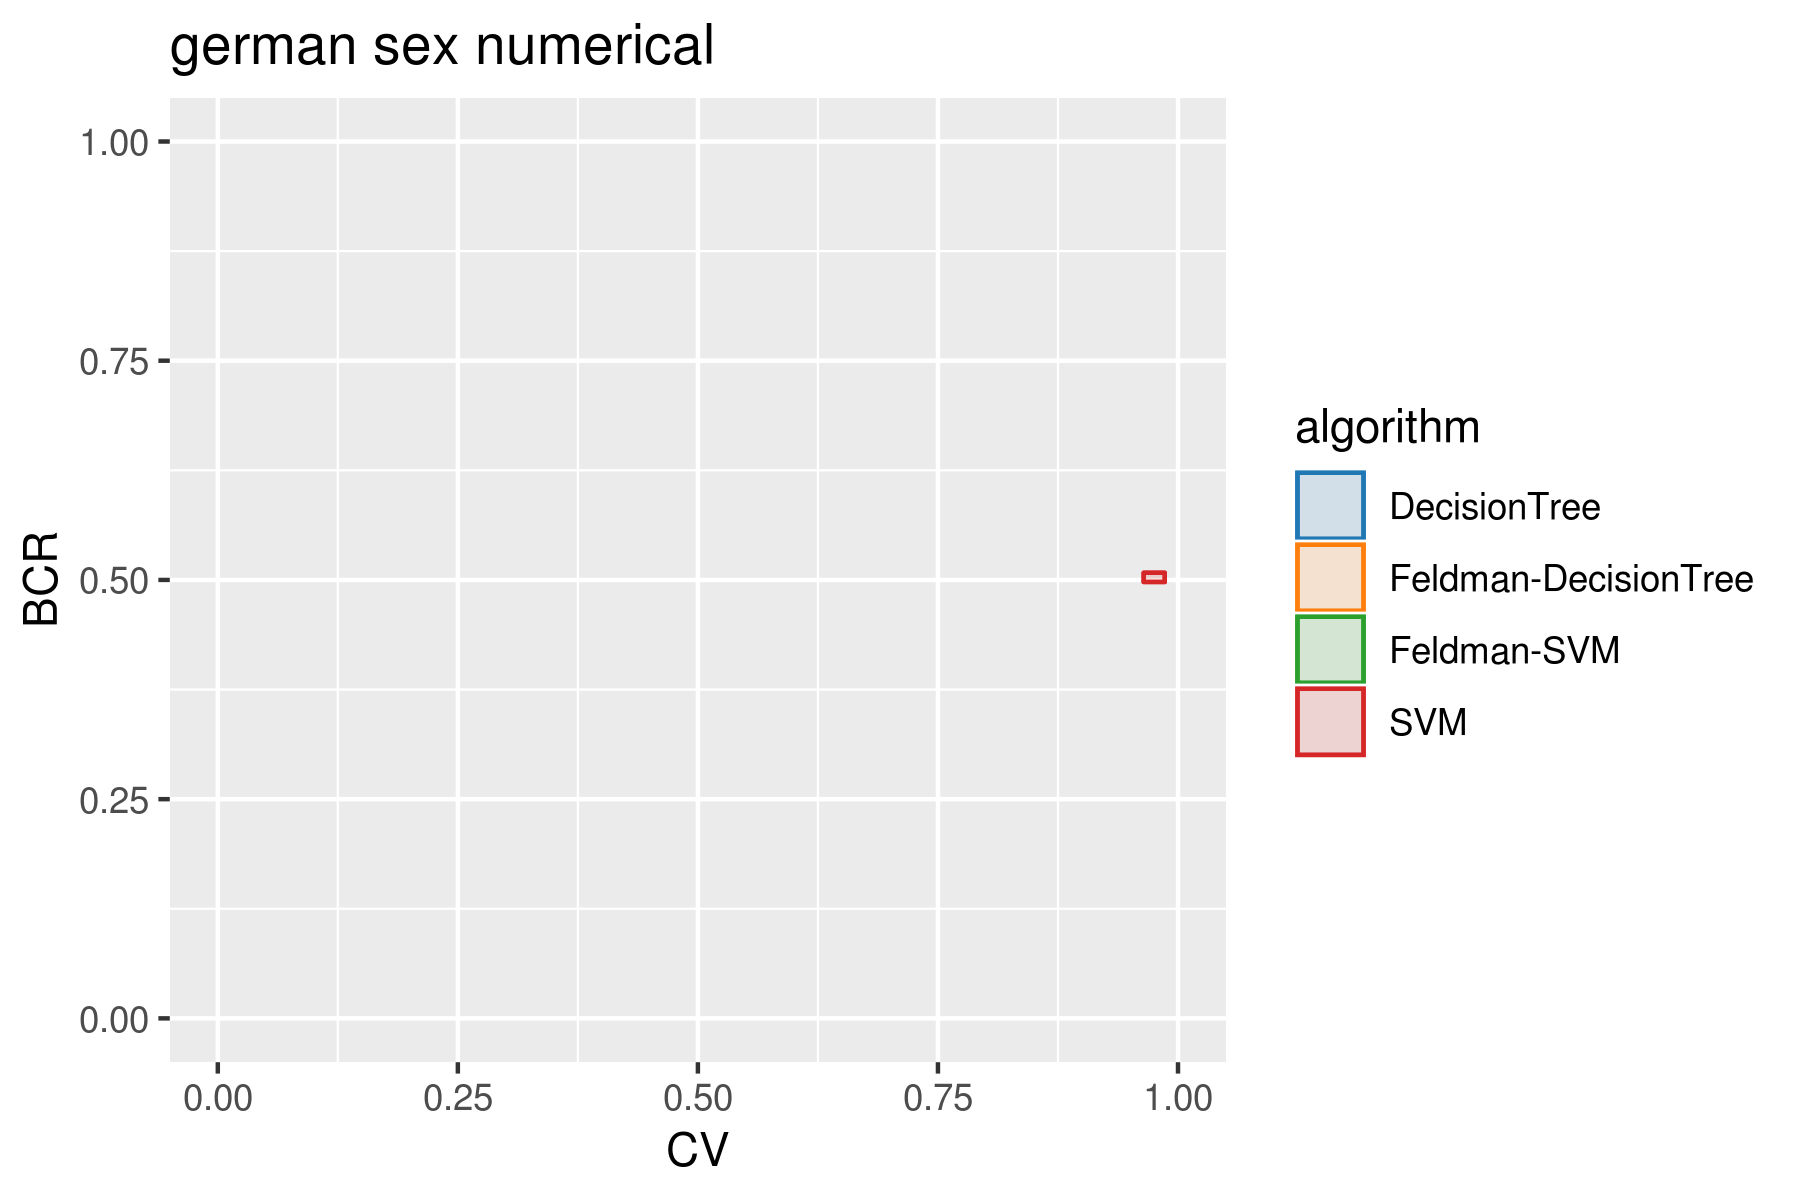 german sex numerical
1.00
0.75
0.50
0.25
0.00
BCR
0.00 0.25 0.50 0.75 1.00
CV
algorithm
DecisionTree
Feldman-DecisionTree
Feldman-SVM
SVM